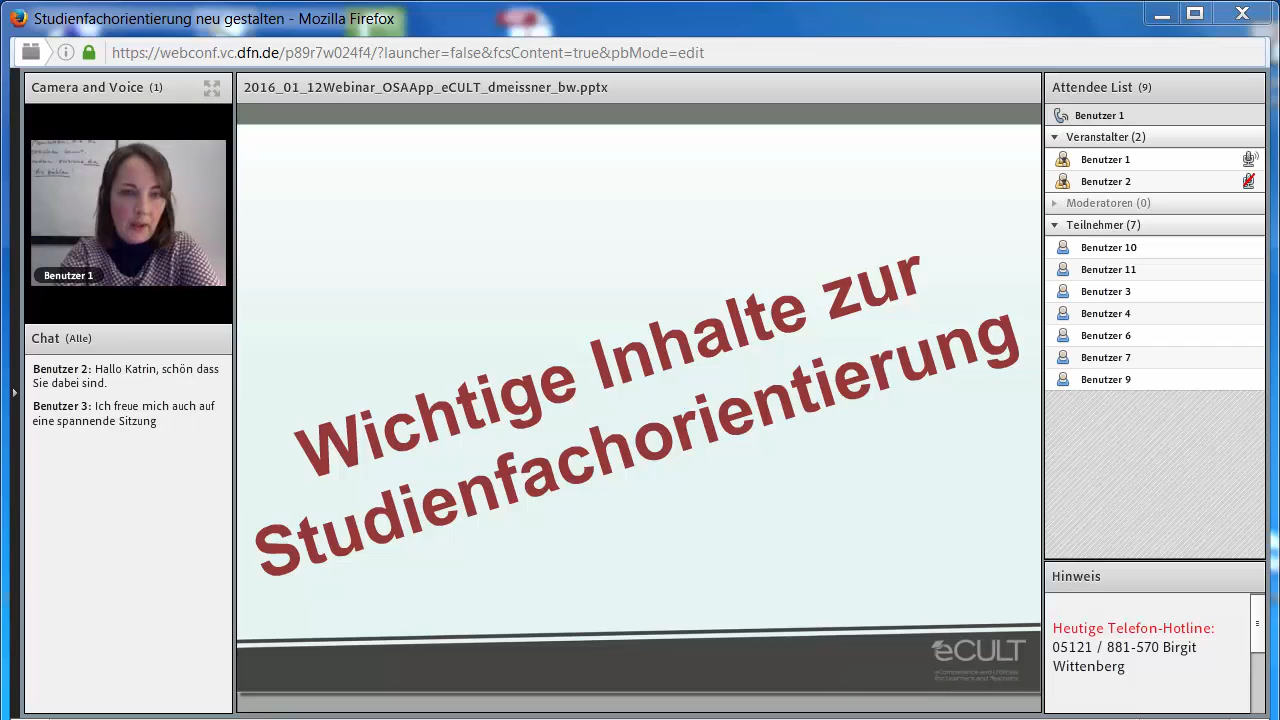 Studienfachorientierung neu gestalten - Mozilla Firefox
https://webconf.vc.dfn.de/p89r7w024f4/?launcher=false&fcsContent=true&pbMode=edit
Camera and Voice (1)
Benutzer 1
Chat (Alle)
Benutzer 2: Hallo Katrin, schön dass
Sie dabei sind.
Benutzer 3: Ich freue mich auch auf
eine spannende Sitzung
2016_01_12Webinar_OSAApp_eCULT_dmeissner_bw.pptx
Wichtige Inhalte zur
Studienfachorientierung
eCULT
Attendee List (9)
Benutzer 1
Veranstalter (2)
Benutzer 1
Benutzer 2
Moderatoren (0)
Teilnehmer (7)
Benutzer 10
Benutzer 11
Benutzer 3
Benutzer 4
Benutzer 6
Benutzer 7
Benutzer 9
Hinweis
Heutige Telefon-Hotline:
05121 / 881-570 Birgit
Wittenberg